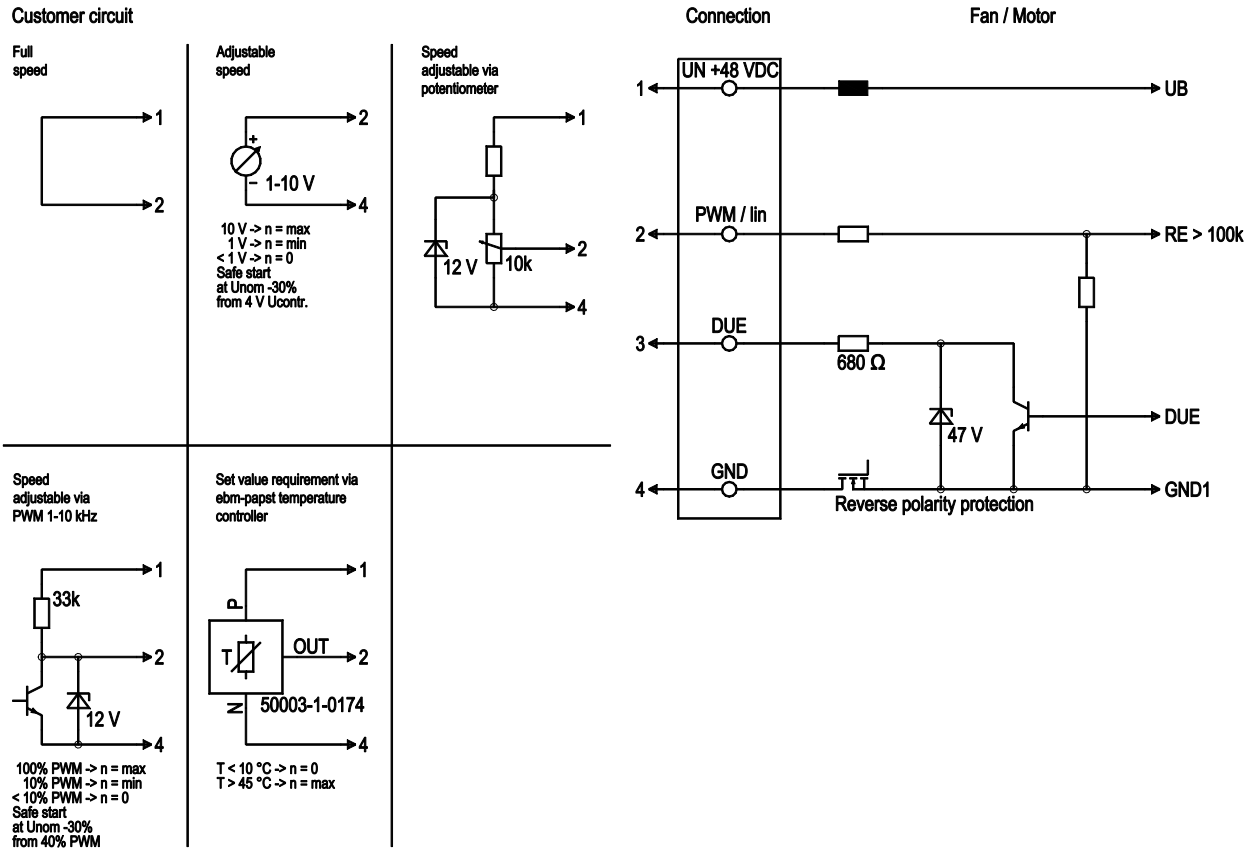 Customer circuit
Full
speed
1
2
Adjustable
speed
2
+
–
1-10 V
4
10 V -> n = max
1 V -> n = min
< 1 V -> n = 0
Safe start
at Unom -30%
from 4 V Ucontr.
Speed
adjustable via
potentiometer
1
2
12 V
10k
4
Speed
adjustable via
PWM 1-10 kHz
1
33k
2
12 V
4
100% PWM -> n = max
10% PWM -> n = min
< 10% PWM -> n = 0
Safe start
at Unom -30%
from 40% PWM
Set value requirement via
ebm-papst temperature
controller
1
P
T
OUT
2
N
50003-1-0174
4
T < 10 °C -> n = 0
T > 45 °C -> n = max
Connection
Fan / Motor
UN +48 VDC
1
UB
PWM / lin
2
RE > 100k
DUE
3
680 Ω
47 V
DUE
GND
4
GND1
Reverse polarity protection